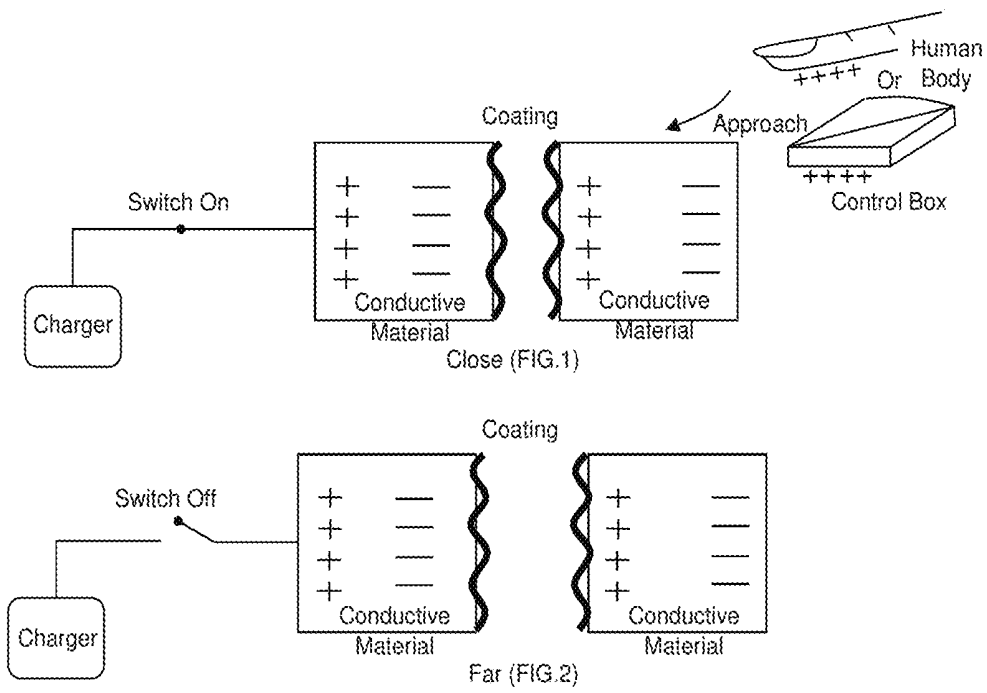 Human
Or Body
Coating
Approach
Switch On
+ — + —
+ — + —
+ — + —
+ — + —
++++
++++
Control Box
Charger
Conductive
Material
Conductive
Material
Close (FIG.1)
Coating
Switch Off
+ — + —
+ — + —
+ — + —
+ — + —
Charger
Conductive
Material
Conductive
Material
Far (FIG.2)